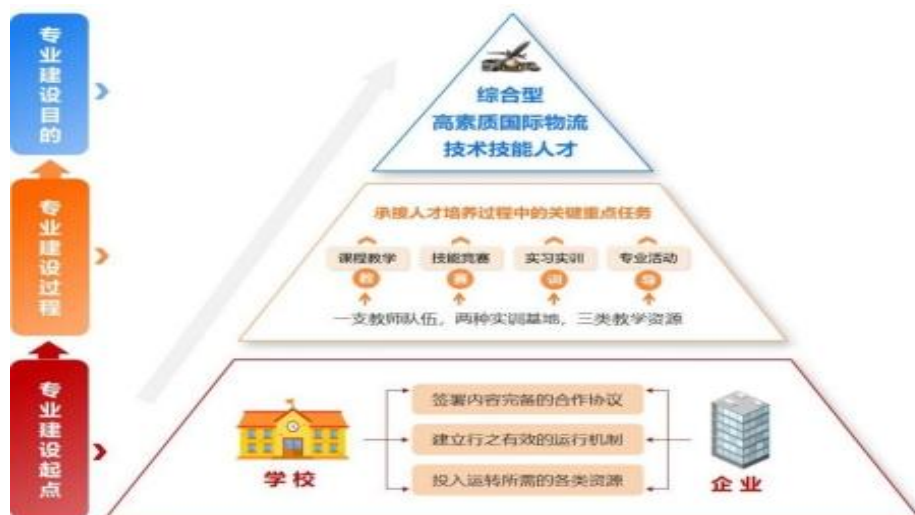 专业建设目的
综合型
高素质国际物流
技术技能人才
专业建设过程
承接人才培养过程中的关键重点任务
课程教学 技能竞赛 实习实训 专业活动
教 赛 训 导
一支教师队伍，两种实训基地，三类教学资源
专业建设起点
签署内容完备的合作协议
建立行之有效的运行机制
投入运转所需的各类资源
学校
企业